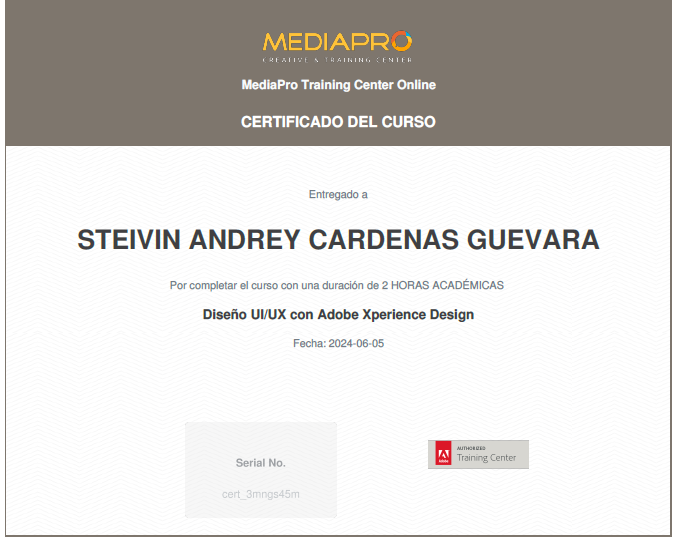 MEDIAPRO
CREATIVE & TRAINING CENTER
MediaPro Training Center Online
CERTIFICADO DEL CURSO
Entregado a
STEIVIN ANDREY CARDENAS GUEVARA
Por completar el curso con una duración de 2 HORAS ACADÉMICAS
Diseño UI/UX con Adobe Xperience Design
Fecha: 2024-06-05
Serial No.
cert_3mngs45m
Adobe
AUTHORIZED
Training Center